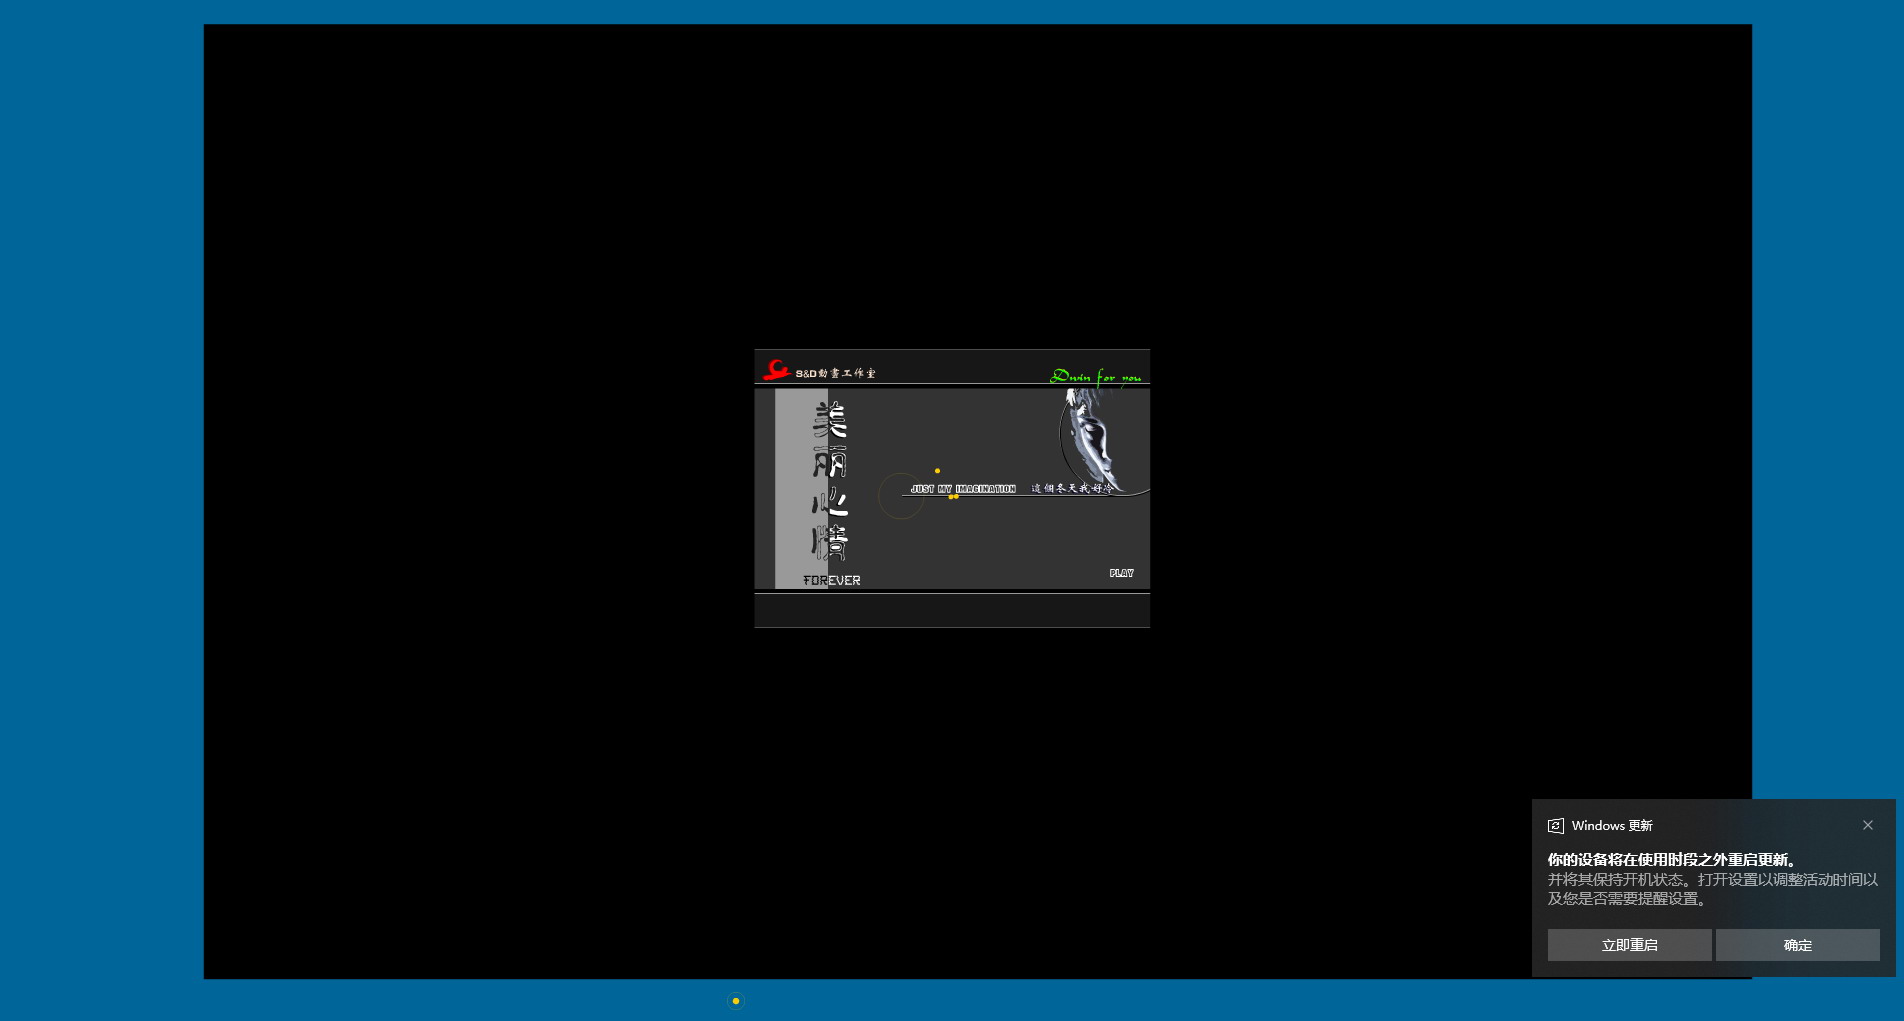 S&D動畫工作室
Dwin for you
美丽心情
JUST MY IMAGINATION 這個冬天我好冷
PLAY
FOREVER
Windows 更新
你的设备将在使用时段之外重启更新。
并将其保持开机状态。打开设置以调整活动时间以
及您是否需要提醒设置。
立即重启
确定